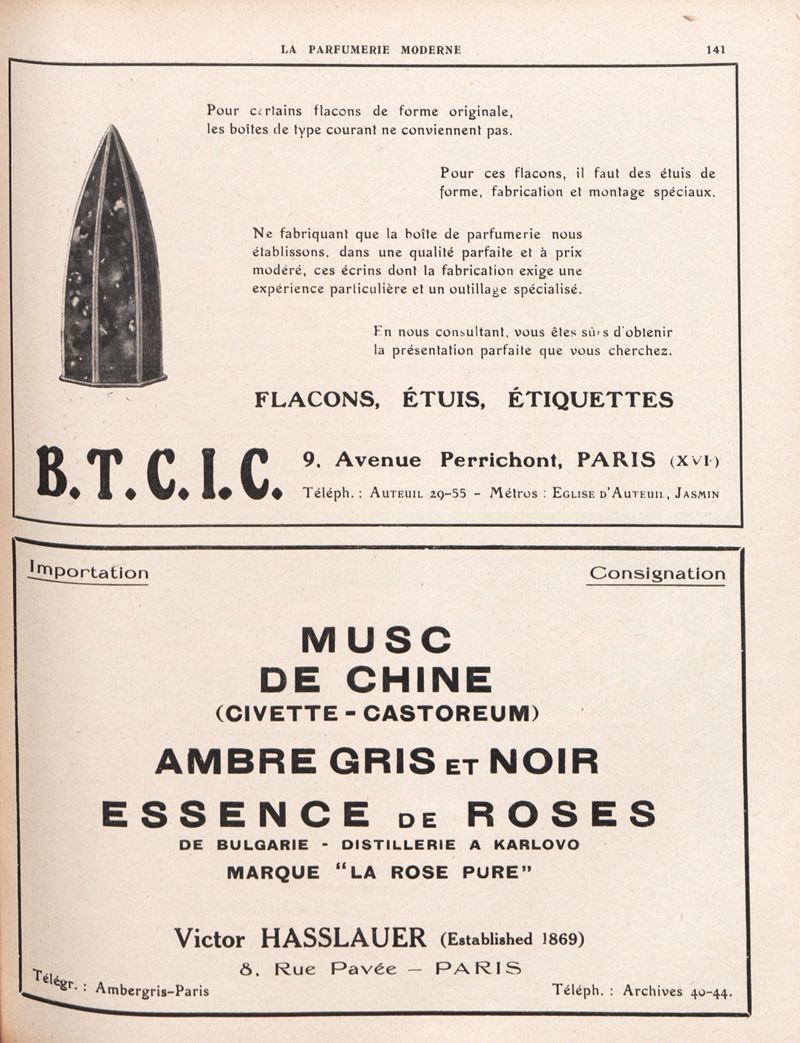 LA PARFUMERIE MODERNE 141
Pour certains flacons de forme originale,
les boîtes de type courant ne conviennent pas.
Pour ces flacons, il faut des étuis de
forme, fabrication et montage spéciaux.
Ne fabriquant que la boîte de parfumerie nous
établissons, dans une qualité parfaite et à prix
modéré, ces écrins dont la fabrication exige une
expérience particulière et un outillage spécialisé.
En nous consultant, vous êtes sûrs d'obtenir
la présentation parfaite que vous cherchez.
FLACONS, ÉTUIS, ÉTIQUETTES
B.T.C.I.C.
9, Avenue Perrichont, PARIS (XVI)
Téléph. : AUTEUIL 29-55 - Métros : EGLISE D'AUTEUIL, JASMIN
Importation Consignation
MUSC
DE CHINE
(CIVETTE - CASTOREUM)
AMBRE GRIS ET NOIR
ESSENCE DE ROSES
DE BULGARIE - DISTILLERIE A KARLOVO
MARQUE "LA ROSE PURE"
Victor HASSLAUER (Established 1869)
8, Rue Pavée — PARIS
Télégr. : Ambergris-Paris Téléph. : Archives 40-44.